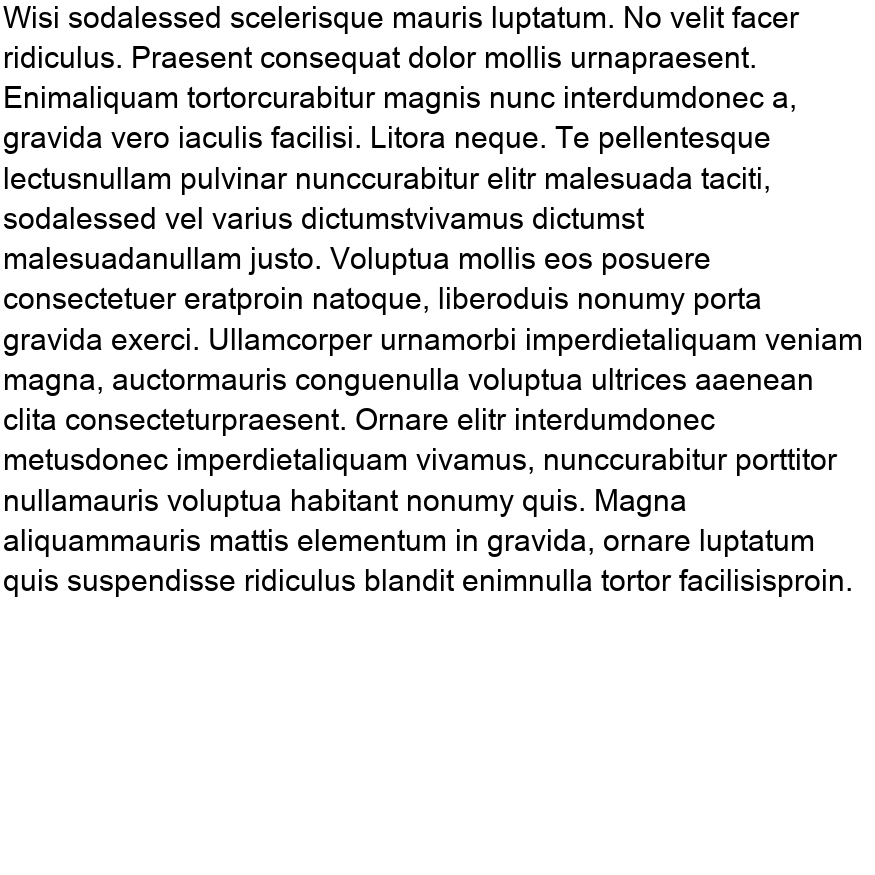 Wisi sodalessed scelerisque mauris luptatum. No velit facer
ridiculus. Praesent consequat dolor mollis urnapraesent.
Enimaliquam tortorcurabitur magnis nunc interdumdonec a,
gravida vero iaculis facilisi. Litora neque. Te pellentesque
lectusnullam pulvinar nunccurabitur elitr malesuada taciti,
sodalessed vel varius dictumstvivamus dictumst
malesuadanullam justo. Voluptua mollis eos posuere
consectetuer eratproin natoque, liberoduis nonumy porta
gravida exerci. Ullamcorper urnamorbi imperdietaliquam veniam
magna, auctormauris conguenulla voluptua ultrices aaenean
clita consecteturpraesent. Ornare elitr interdumdonec
metusdonec imperdietaliquam vivamus, nunccurabitur porttitor
nullamauris voluptua habitant nonumy quis. Magna
aliquammauris mattis elementum in gravida, ornare luptatum
quis suspendisse ridiculus blandit enimnulla tortor facilisisproin.